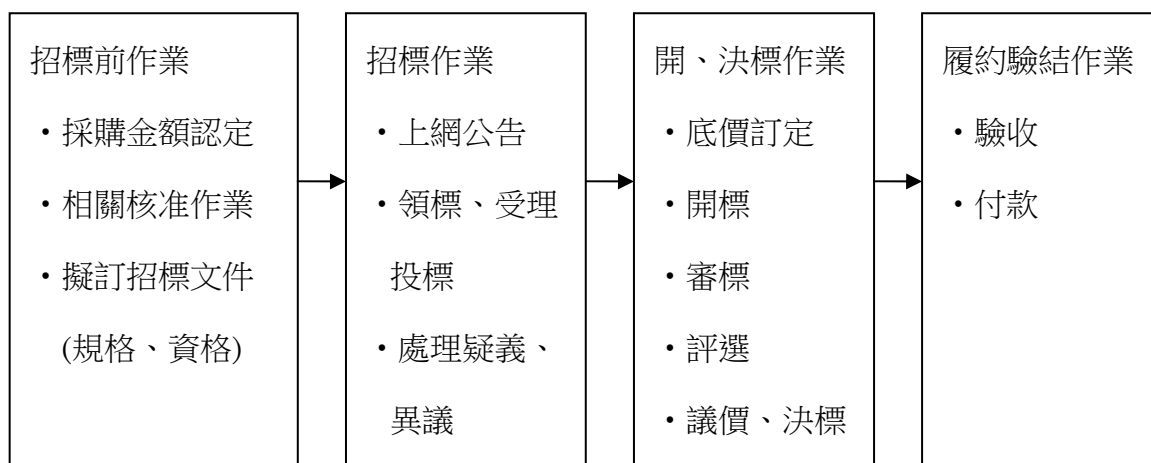 招標前作業
・採購金額認定
・相關核准作業
・擬訂招標文件
(規格、資格)
招標作業
・上網公告
・領標、受理
投標
・處理疑義、
異議
開、決標作業
・底價訂定
・開標
・審標
・評選
・議價、決標
履約驗結作業
・驗收
・付款